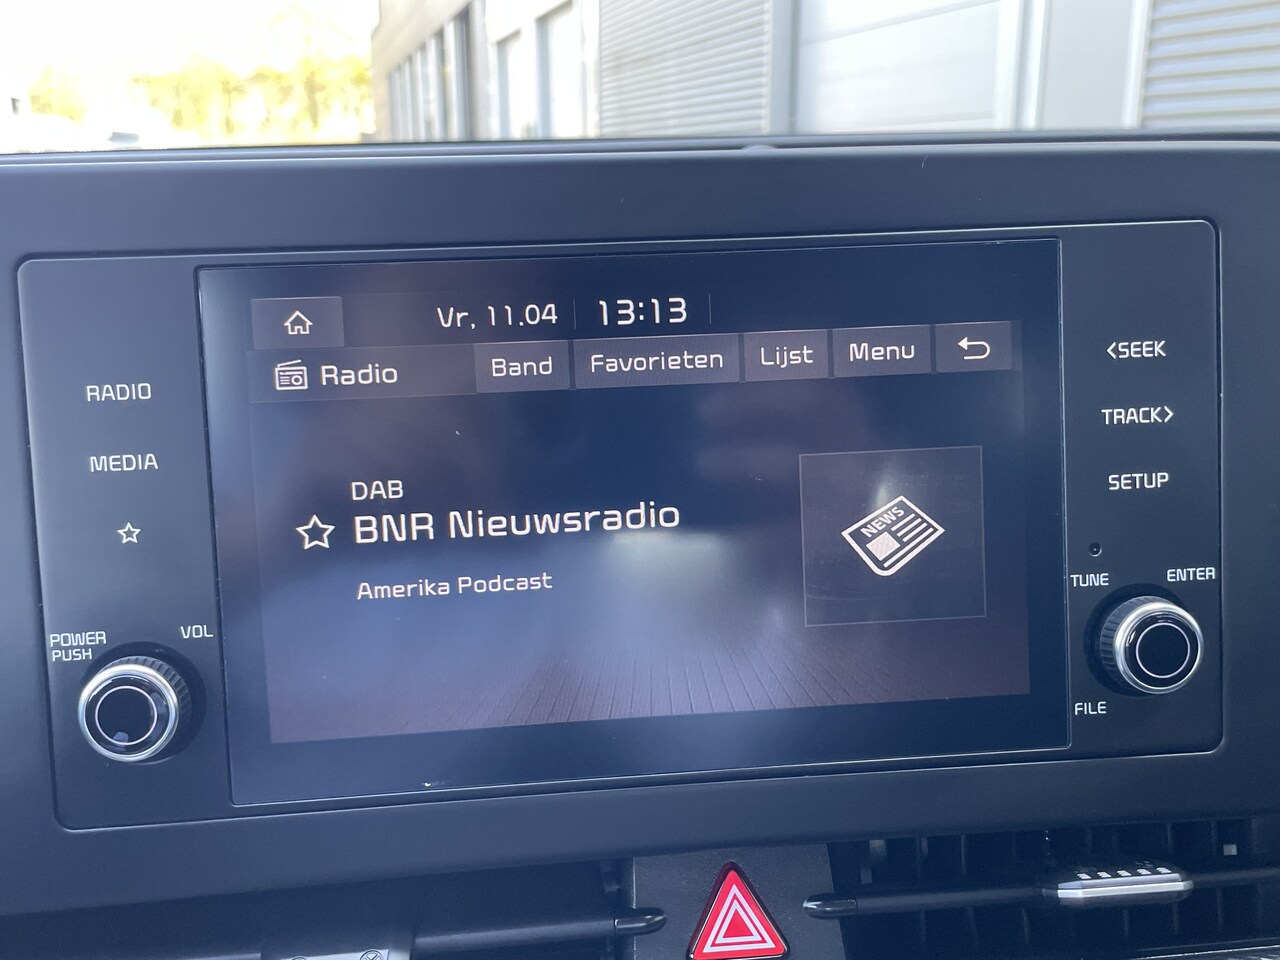 Vr, 11.04 13:13
Radio Band Favorieten Lijst Menu
DAB
BNR Nieuwsradio
Amerika Podcast
NEWS
RADIO
MEDIA
POWER
PUSH
VOL
<SEEK
TRACK>
SETUP
TUNE
ENTER
FILE